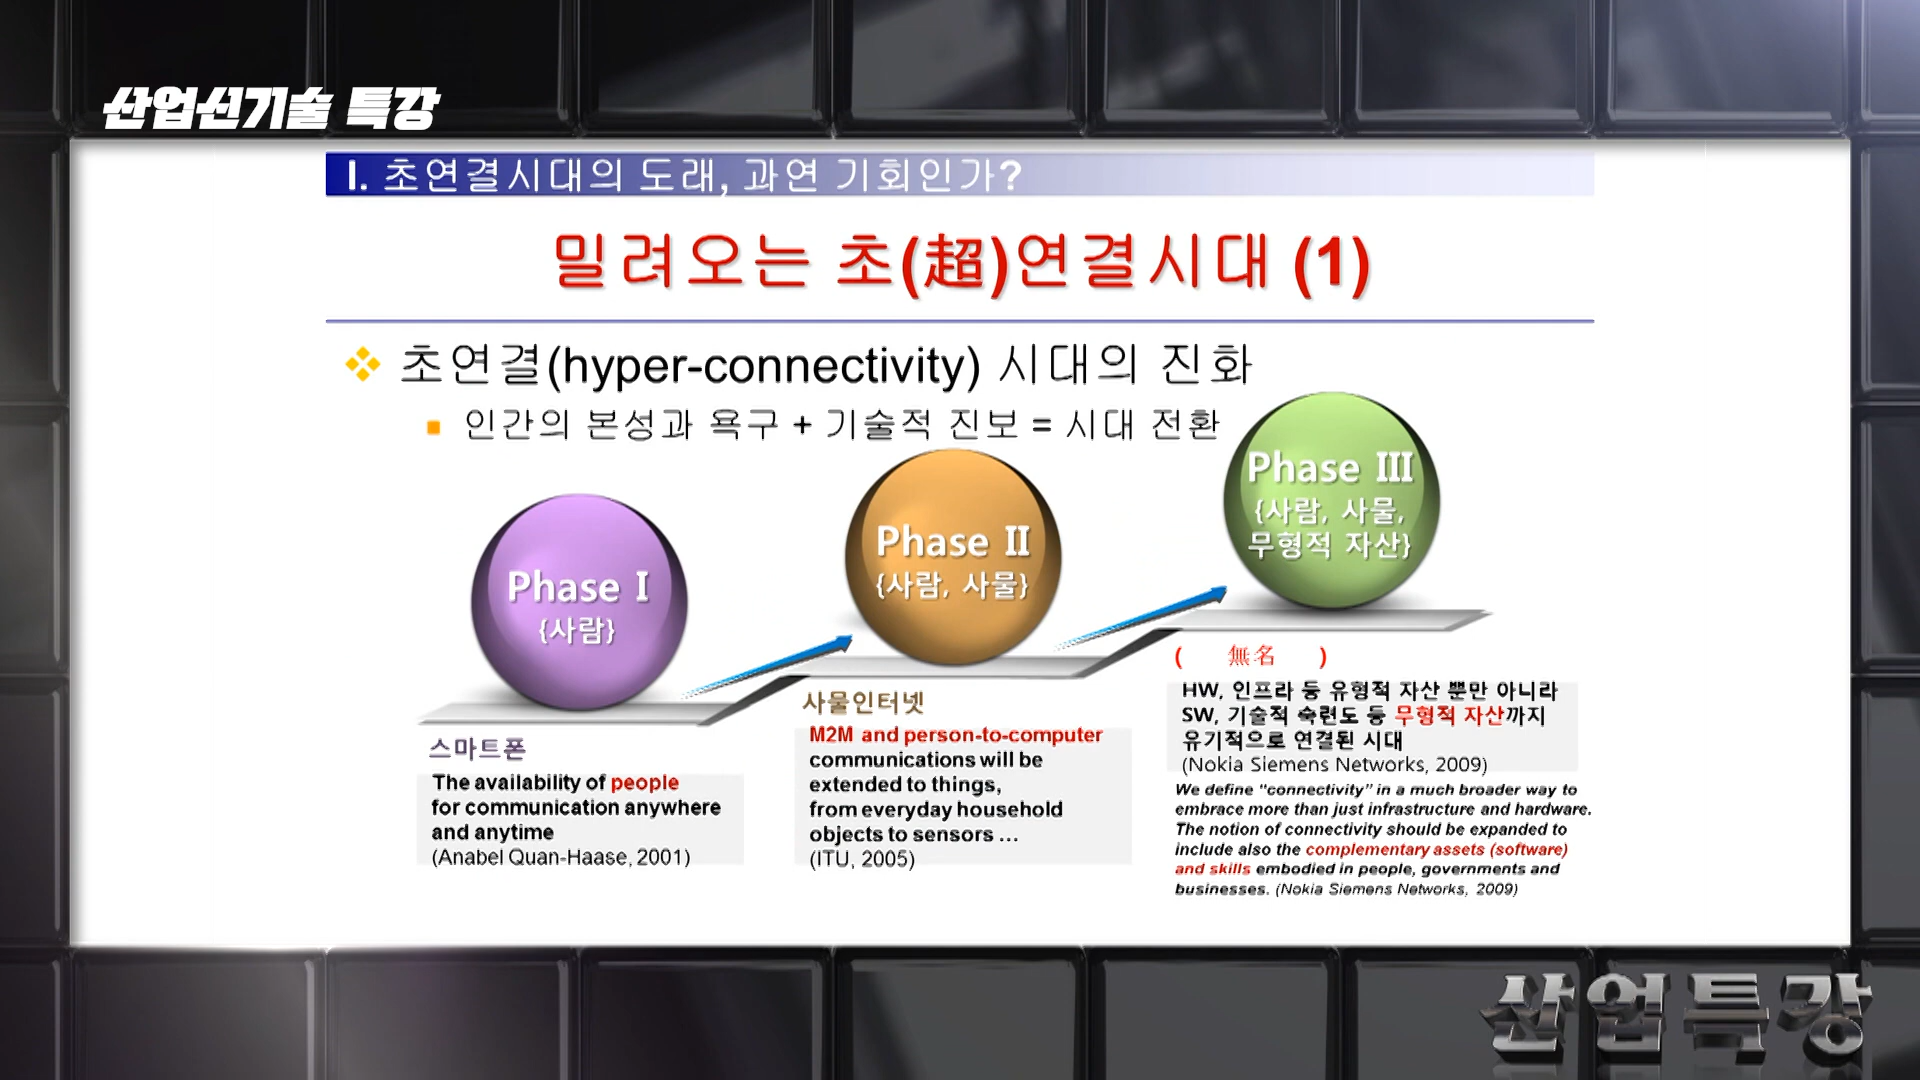 산업신기술 특강
I. 초연결시대의 도래, 과연 기회인가?
밀려오는 초(超)연결시대 (1)
초연결(hyper-connectivity) 시대의 진화
인간의 본성과 욕구 + 기술적 진보 = 시대 전환
Phase I
{사람}
스마트폰
The availability of people
for communication anywhere
and anytime
(Anabel Quan-Haase, 2001)
Phase II
{사람, 사물}
사물인터넷
M2M and person-to-computer
communications will be
extended to things,
from everyday household
objects to sensors ...
(ITU, 2005)
Phase III
{사람, 사물,
무형적 자산}
( 無名 )
HW, 인프라 등 유형적 자산 뿐만 아니라
SW, 기술적 숙련도 등 무형적 자산까지
유기적으로 연결된 시대
(Nokia Siemens Networks, 2009)
We define "connectivity" in a much broader way to
embrace more than just infrastructure and hardware.
The notion of connectivity should be expanded to
include also the complementary assets (software)
and skills embodied in people, governments and
businesses. (Nokia Siemens Networks, 2009)
산업특강